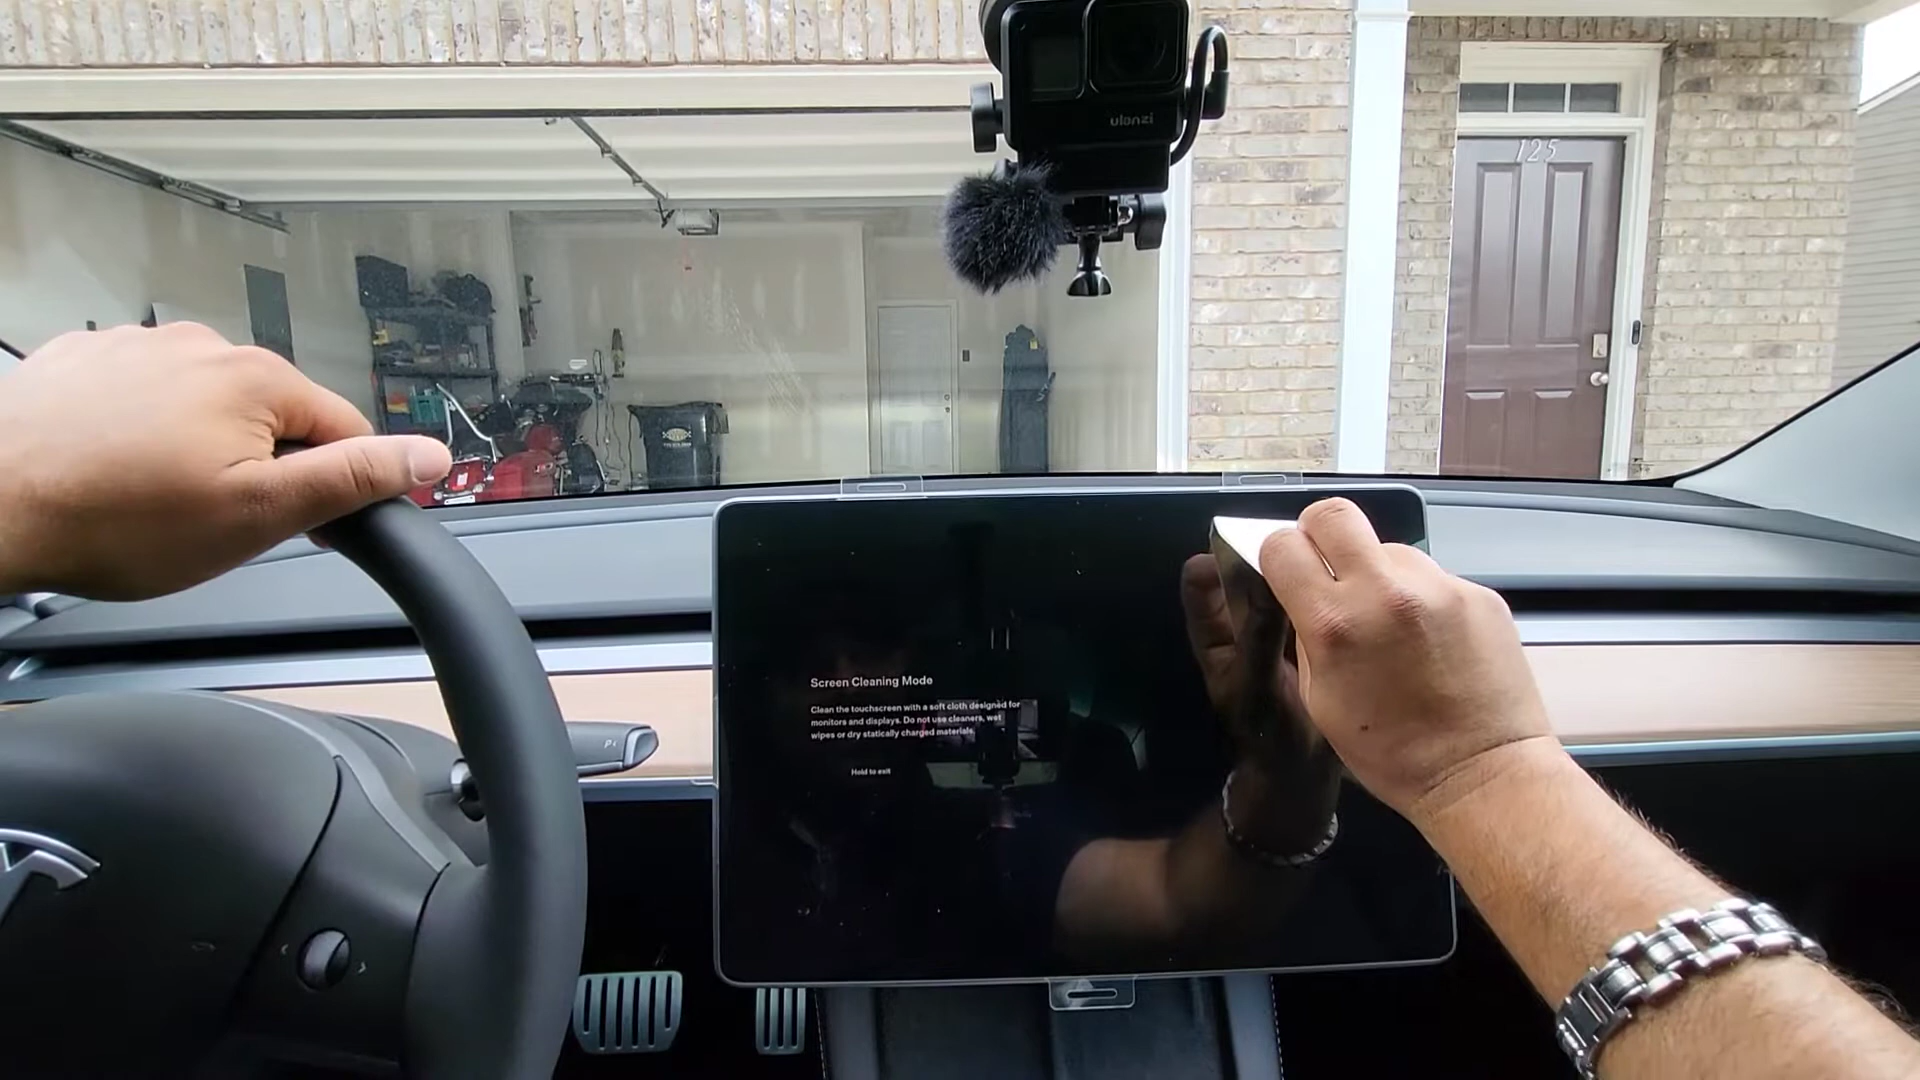 ulanzi
125
Screen Cleaning Mode
Clean the touchscreen with a soft cloth designed for
monitors and displays. Do not use cleaners, wet
wipes or dry statically charged materials.
Hold to exit
P